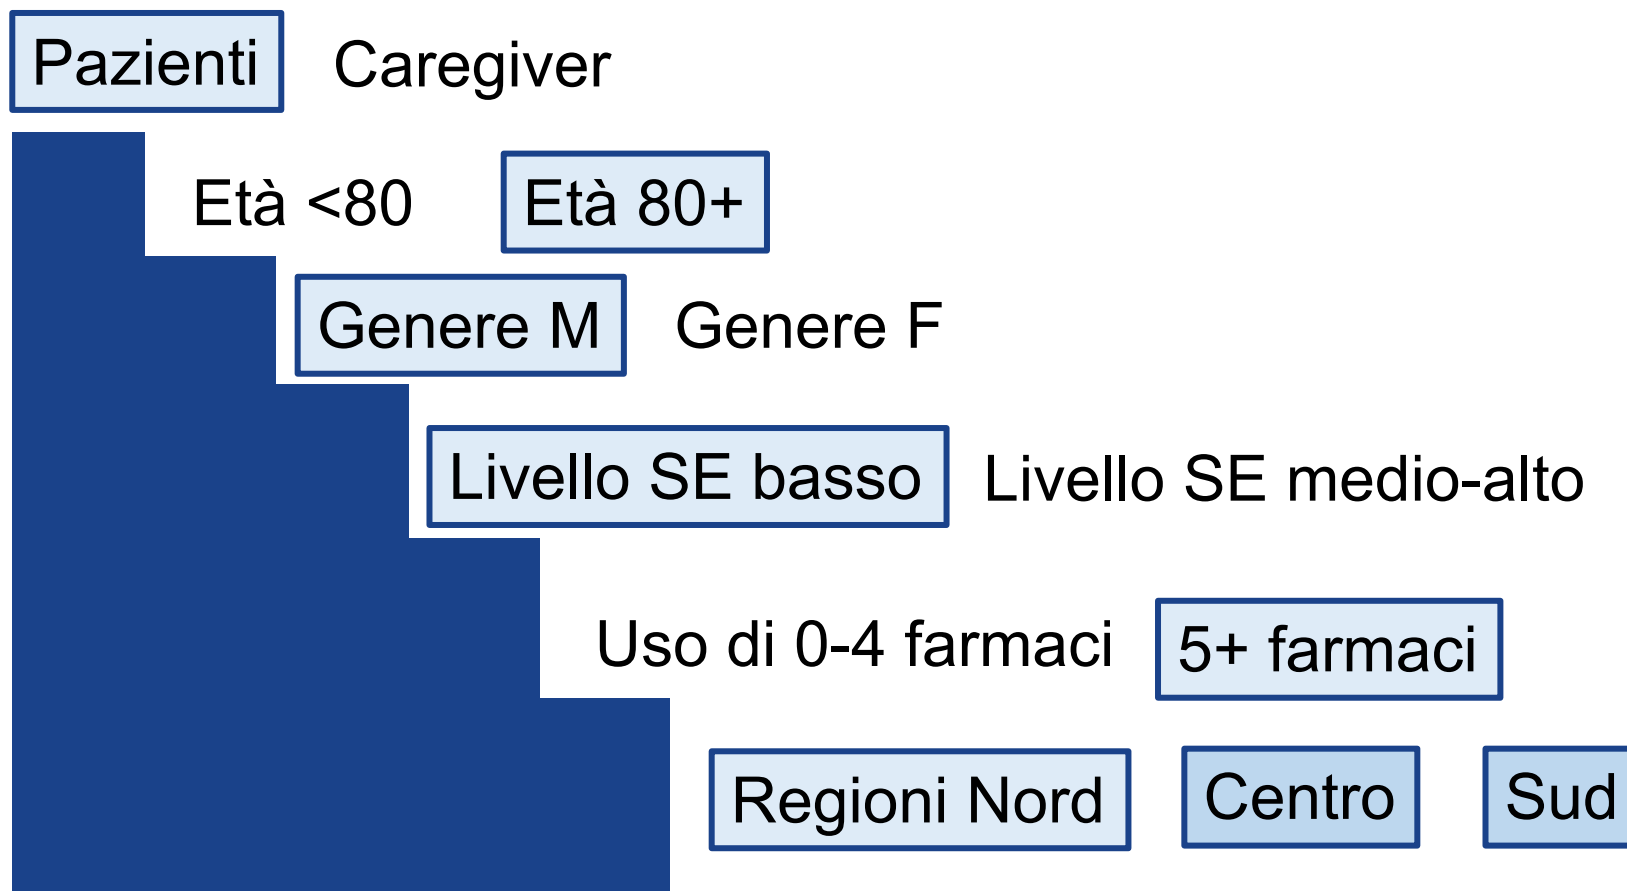 Pazienti Caregiver
Età <80 Età 80+
Genere M Genere F
Livello SE basso Livello SE medio-alto
Uso di 0-4 farmaci 5+ farmaci
Regioni Nord Centro Sud